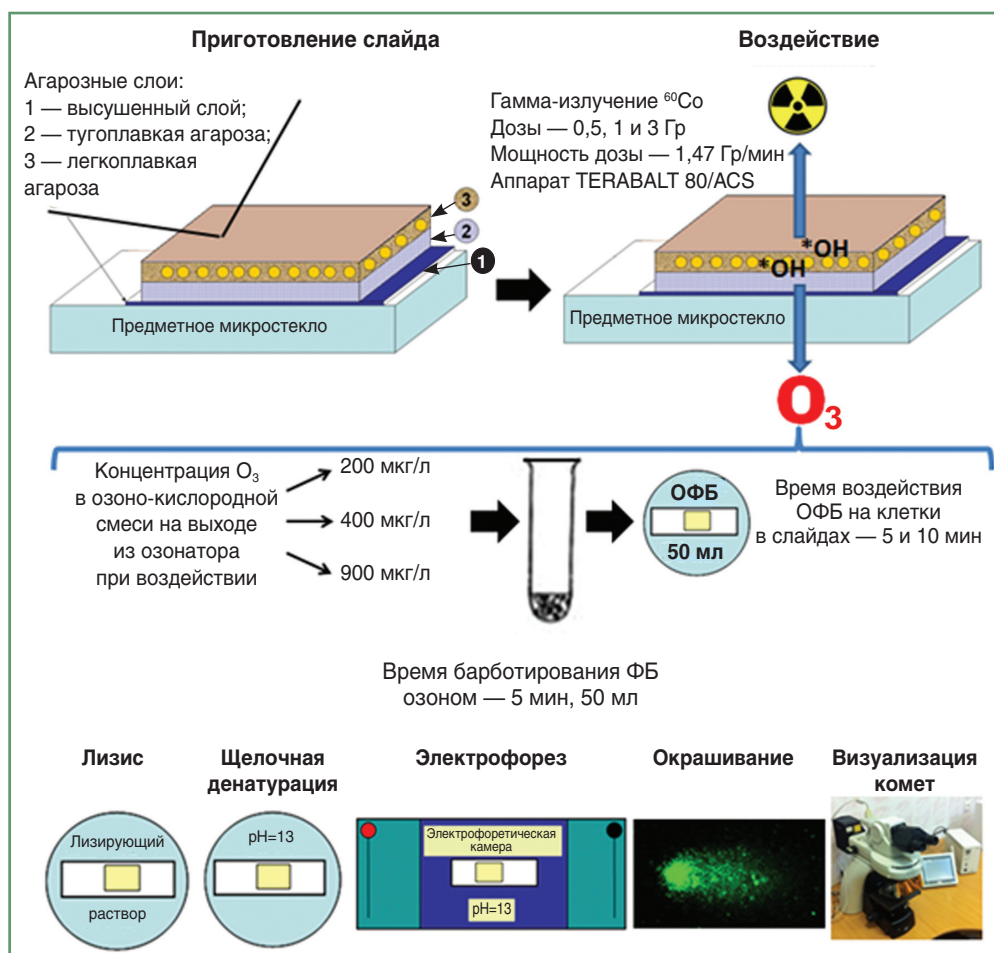 Приготовление слайда
Агарозные слои:
1 — высушенный слой;
2 — тугоплавкая агароза;
3 — легкоплавкая
агароза
3
2
1
Предметное микростекло
Воздействие
Гамма-излучение ⁶⁰Co
Дозы — 0,5, 1 и 3 Гр
Мощность дозы — 1,47 Гр/мин
Аппарат TERABALT 80/ACS
*OH
*OH
Предметное микростекло
O₃
Концентрация O₃
в озоно-кислородной
смеси на выходе
из озонатора
при воздействии
200 мкг/л
400 мкг/л
900 мкг/л
ОФБ
50 мл
Время воздействия
ОФБ на клетки
в слайдах — 5 и 10 мин
Время барботирования ФБ
озоном — 5 мин, 50 мл
Лизис
Лизирующий
раствор
Щелочная
денатурация
pH=13
Электрофорез
Электрофоретическая
камера
pH=13
Окрашивание
Визуализация
комет